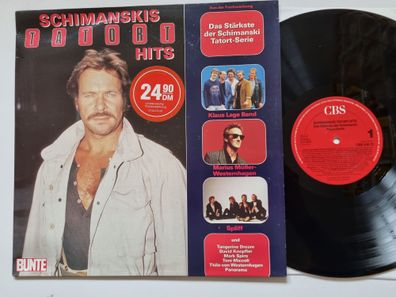 SCHIMANSKIS
TATORT
HITS
24.90
DM
BUNTE
Das Stärkste
der Schimanski
Tatort-Serie
Klaus Lage Band
Marius Müller-
Westernhagen
Spliff
und
Tangerine Dream
David Knopfler
Mark Spiro
Tom Mixcoll
Thilo von Westernhagen
Panorama
CBS
1